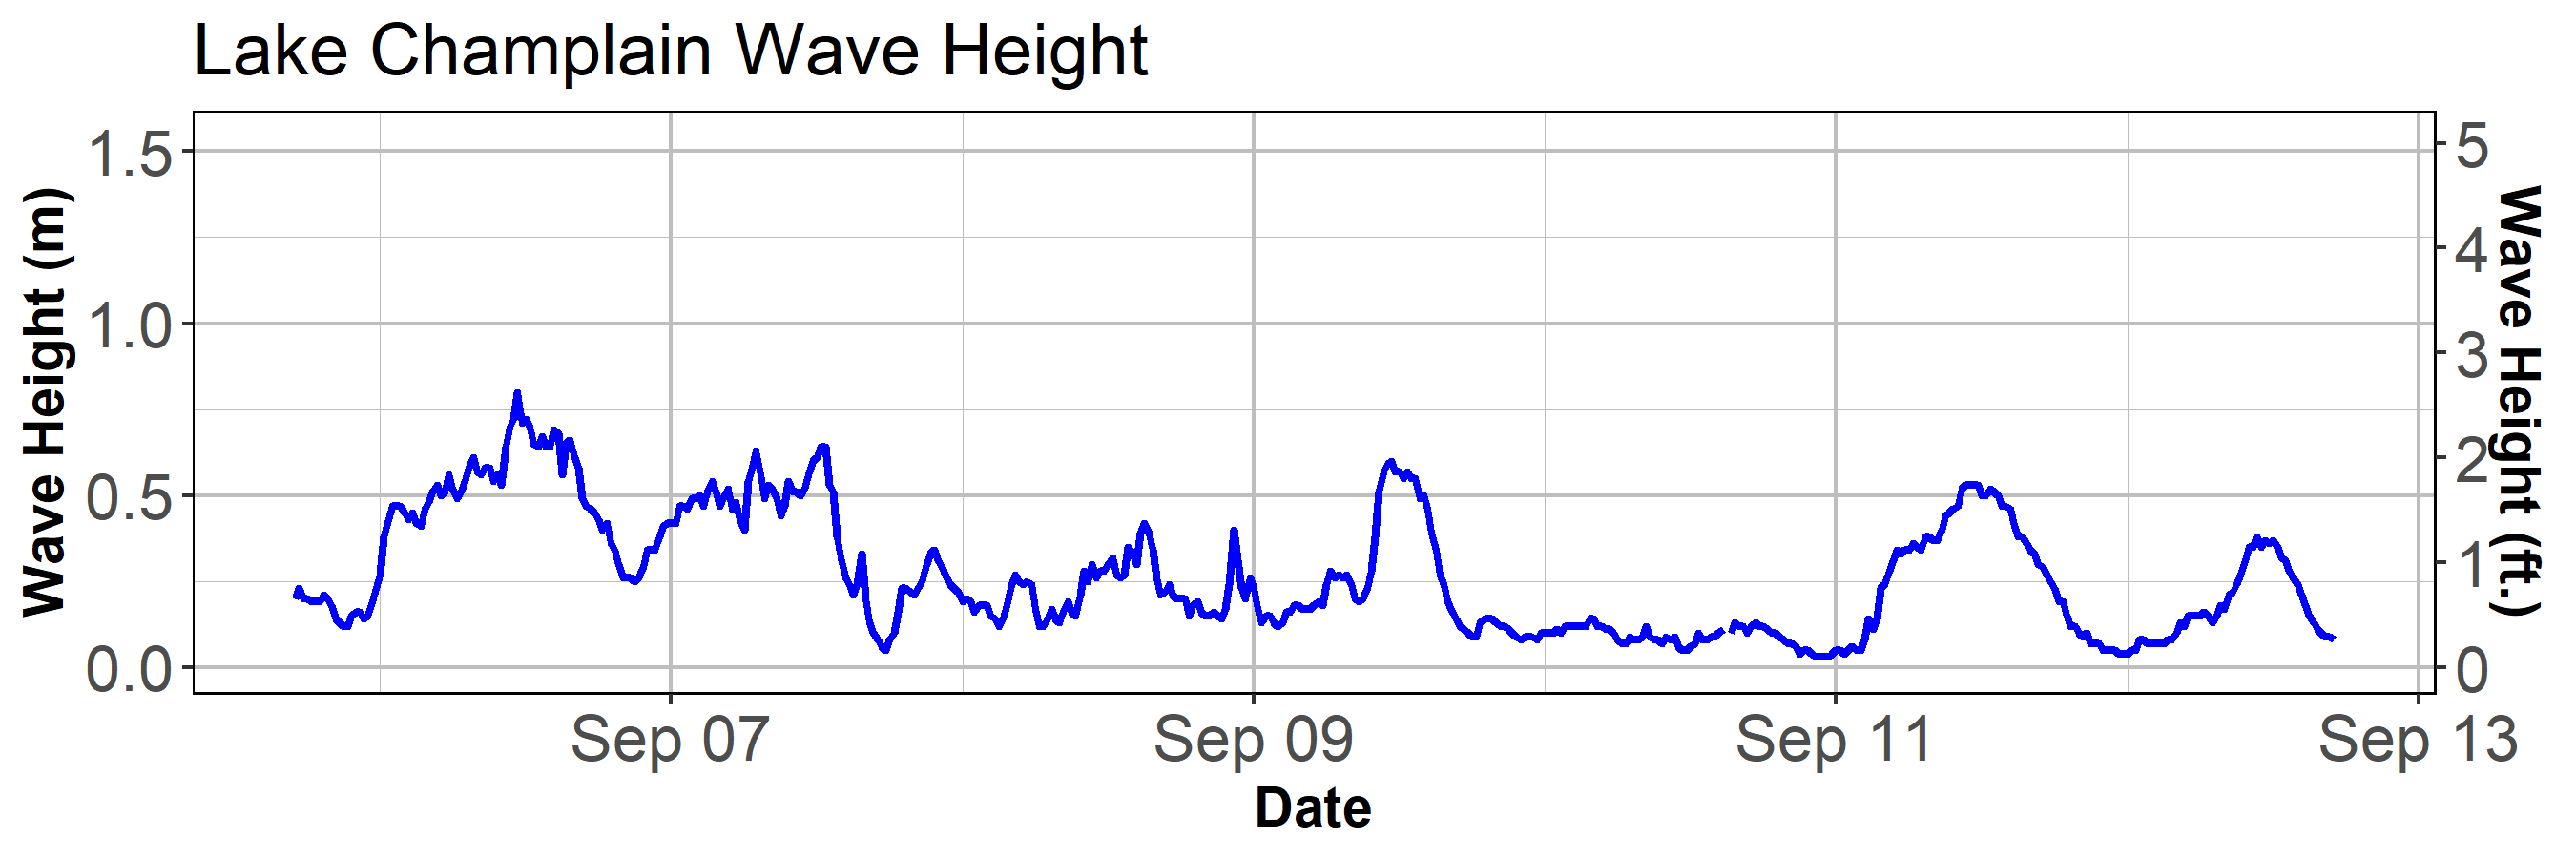 Lake Champlain Wave Height
Wave Height (m)
1.5
1.0
0.5
0.0
5
4
3
2
1
0
Wave Height (ft.)
Sep 07
Sep 09
Sep 11
Sep 13
Date